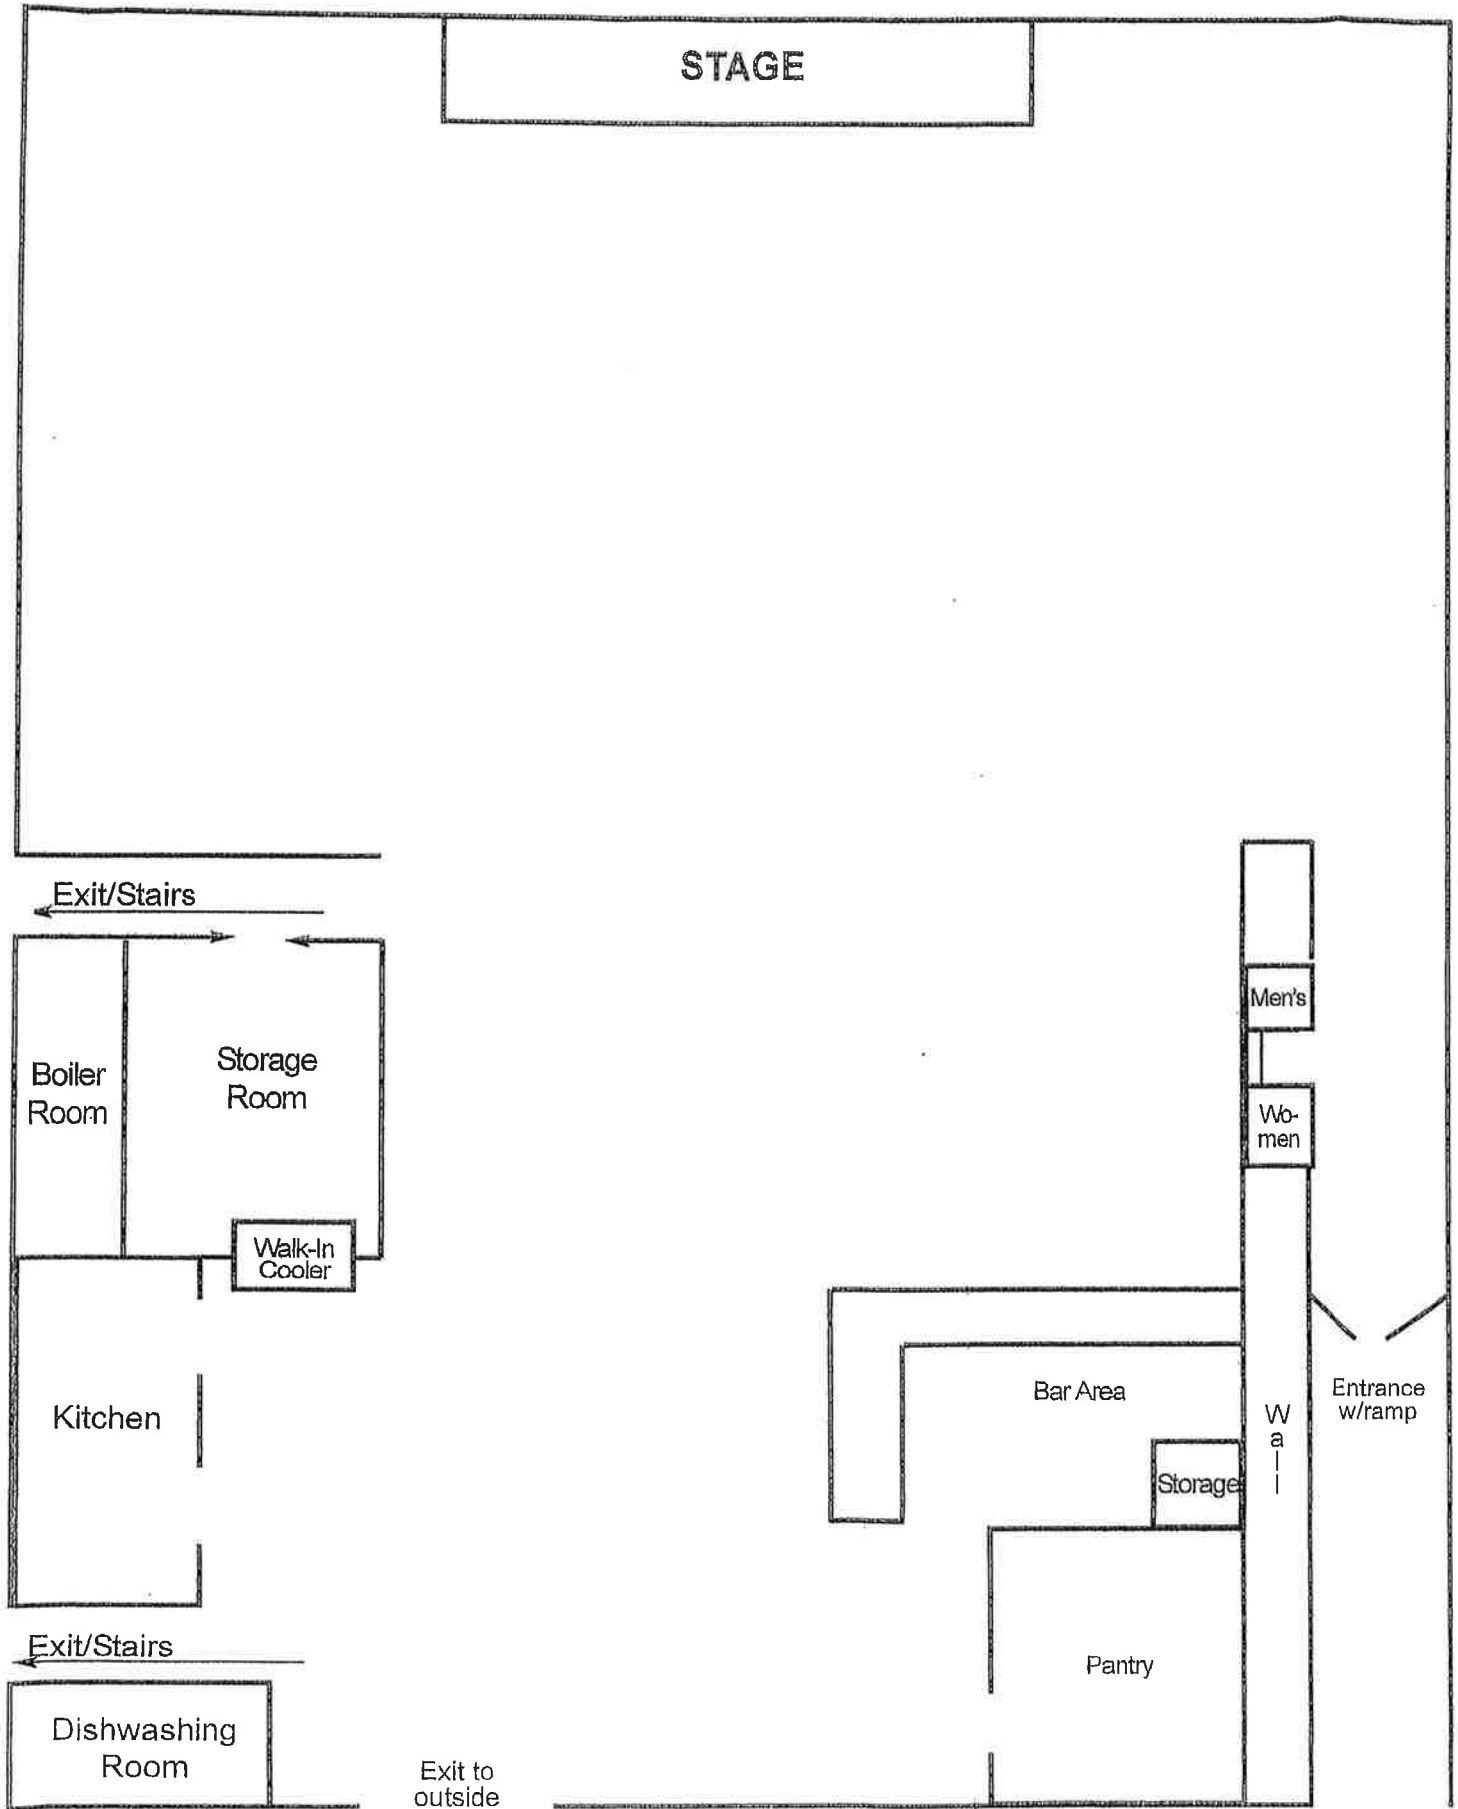 STAGE
Exit/Stairs
Boiler
Room
Storage
Room
Men's
Wo-
men
Walk-In
Cooler
Kitchen
Bar Area
Storage
W
a
l
l
Entrance
w/ramp
Exit/Stairs
Pantry
Dishwashing
Room
Exit to
outside